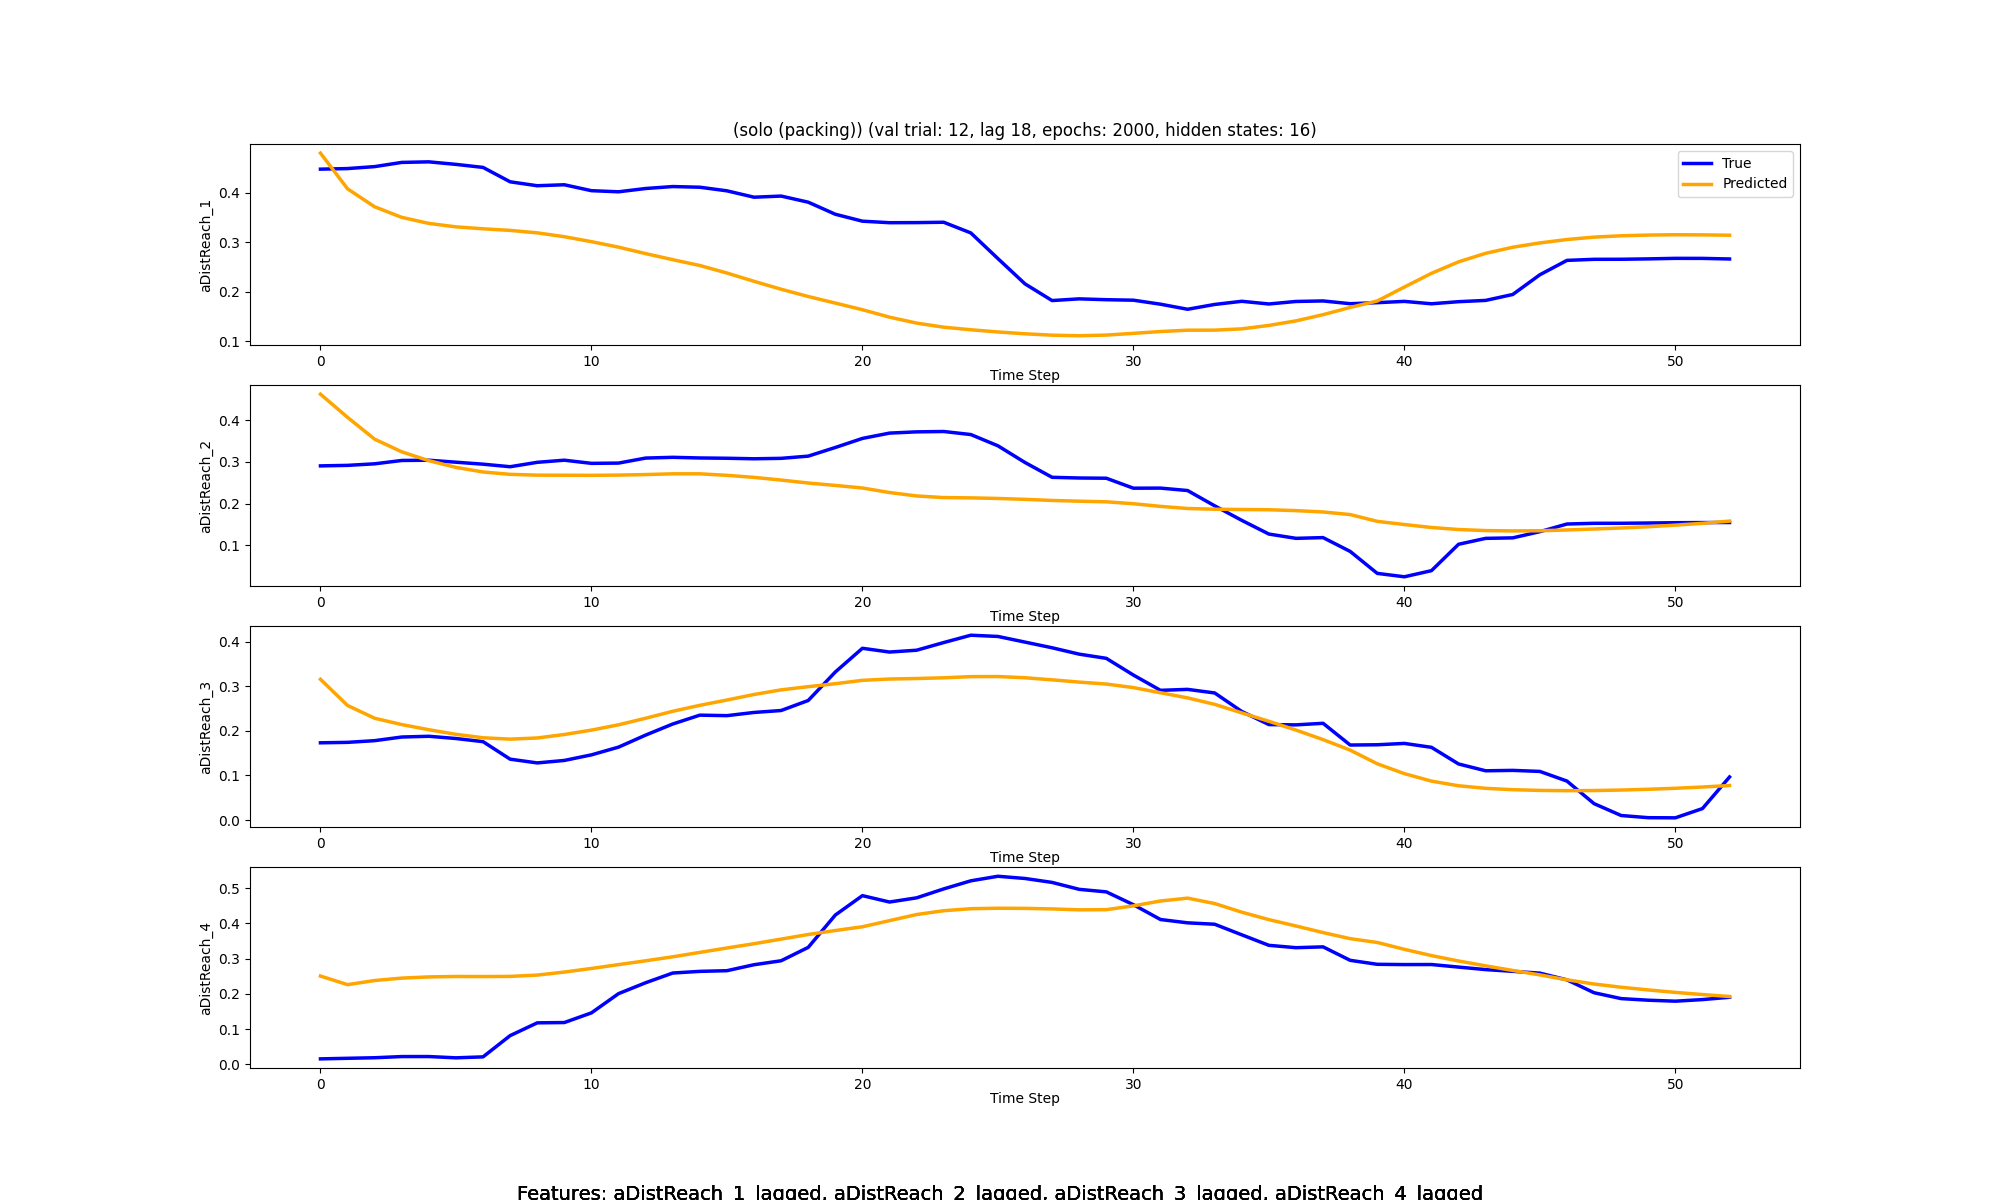 (solo (packing)) (val trial: 12, lag 18, epochs: 2000, hidden states: 16)
True
Predicted
aDistReach_1
0.4
0.3
0.2
0.1
0 10 20 30 40 50
Time Step
aDistReach_2
0.4
0.3
0.2
0.1
0 10 20 30 40 50
Time Step
aDistReach_3
0.4
0.3
0.2
0.1
0.0
0 10 20 30 40 50
Time Step
aDistReach_4
0.5
0.4
0.3
0.2
0.1
0.0
0 10 20 30 40 50
Time Step
Features: aDistReach_1_lagged, aDistReach_2_lagged, aDistReach_3_lagged, aDistReach_4_lagged